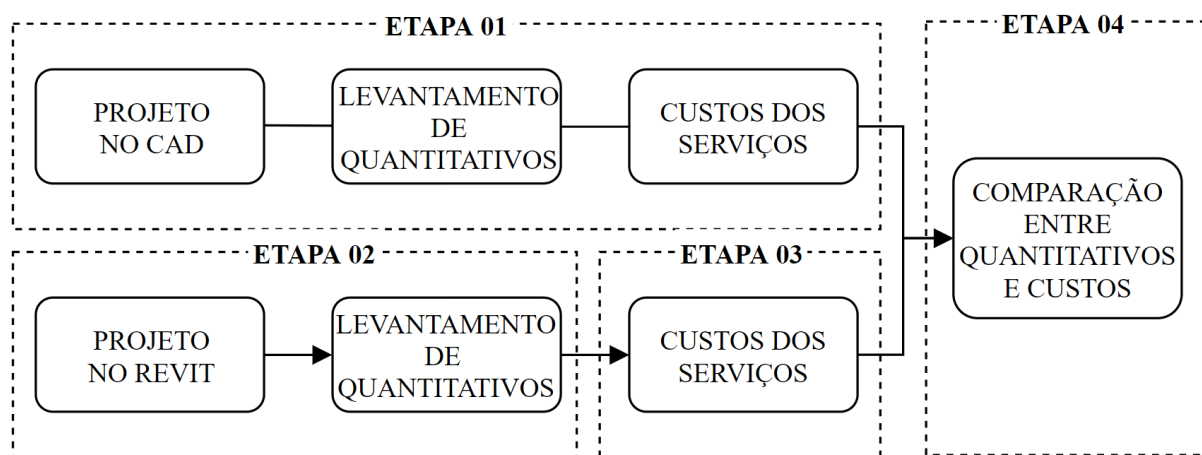 ETAPA 01
PROJETO
NO CAD
LEVANTAMENTO
DE
QUANTITATIVOS
CUSTOS DOS
SERVIÇOS
ETAPA 02
PROJETO
NO REVIT
LEVANTAMENTO
DE
QUANTITATIVOS
ETAPA 03
CUSTOS DOS
SERVIÇOS
ETAPA 04
COMPARAÇÃO
ENTRE
QUANTITATIVOS
E CUSTOS